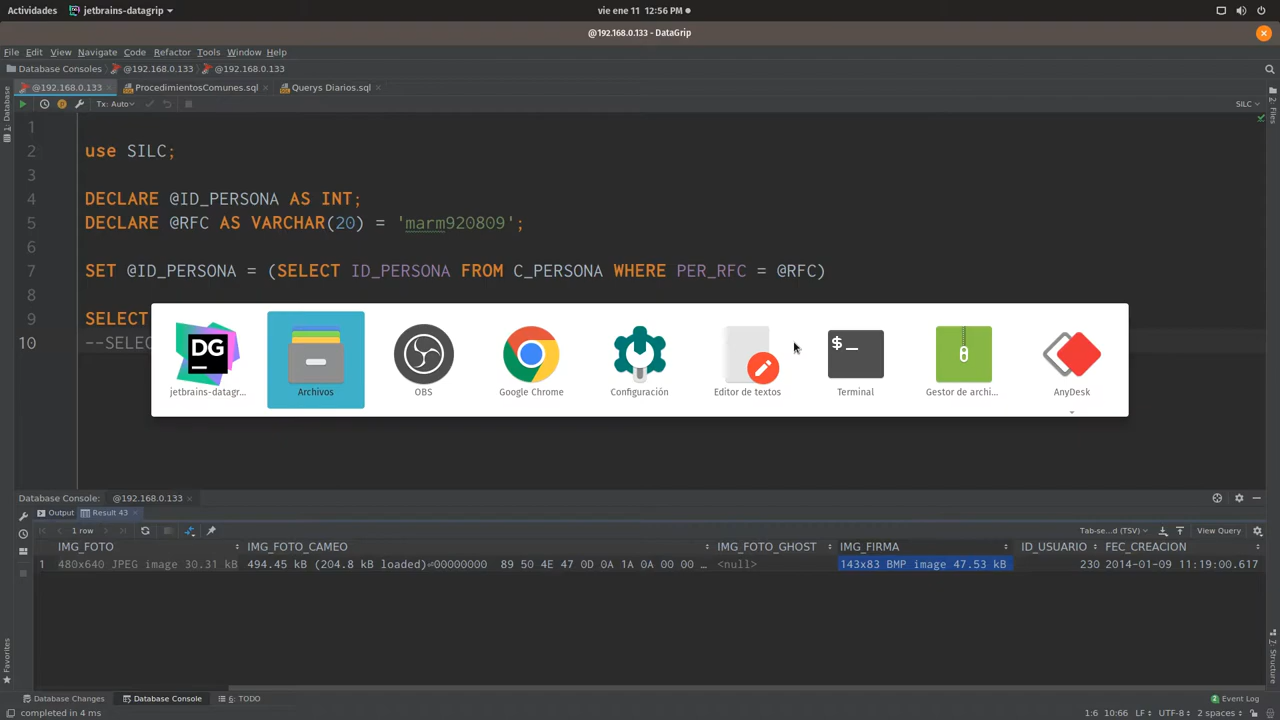 Actividades jetbrains-datagrip vie ene 11 12:56 PM
@192.168.0.133 - DataGrip
File Edit View Navigate Code Refactor Tools Window Help
Database Consoles @192.168.0.133 @192.168.0.133
@192.168.0.133 ProcedimientosComunes.sql Querys Diarios.sql
Tx: Auto SILC
1: Database
2: Files
1
2 use SILC;
3
4 DECLARE @ID_PERSONA AS INT;
5 DECLARE @RFC AS VARCHAR(20) = 'marm920809';
6
7 SET @ID_PERSONA = (SELECT ID_PERSONA FROM C_PERSONA WHERE PER_RFC = @RFC)
8
9 SELECT
10 --SELEC
DG
$_
jetbrains-datagr... Archivos OBS Google Chrome Configuración Editor de textos Terminal Gestor de archi... AnyDesk
Database Console: @192.168.0.133
Output Result 43
1 row Tab-se...d (TSV) View Query
IMG_FOTO IMG_FOTO_CAMEO IMG_FOTO_GHOST IMG_FIRMA ID_USUARIO FEC_CREACION
1 480x640 JPEG image 30.31 kB 494.45 kB (204.8 kB loaded)⏎00000000 89 50 4E 47 0D 0A 1A 0A 00 00 … <null> 143x83 BMP image 47.53 kB 230 2014-01-09 11:19:00.617
Favorites
7: Structure
Database Changes Database Console 6: TODO Event Log
completed in 4 ms 1:6 10:66 LF UTF-8 2 spaces